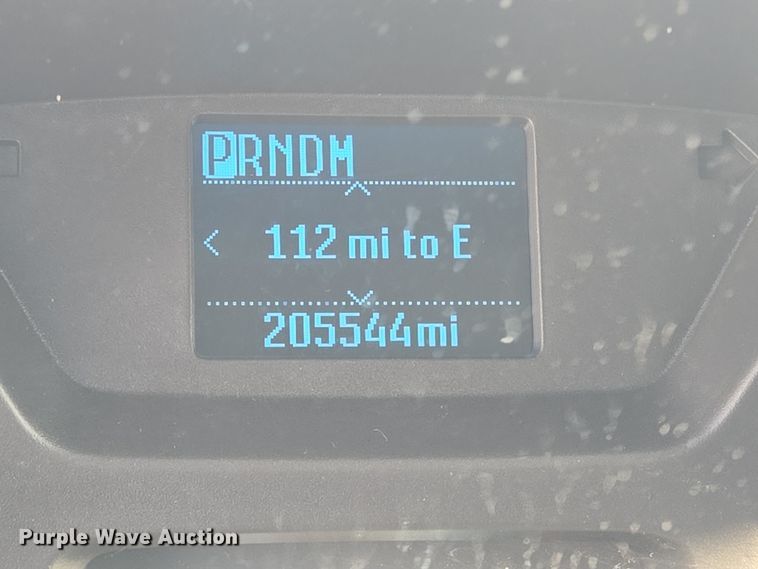 PRNDM
112 mi to E
205544mi
Purple Wave Auction